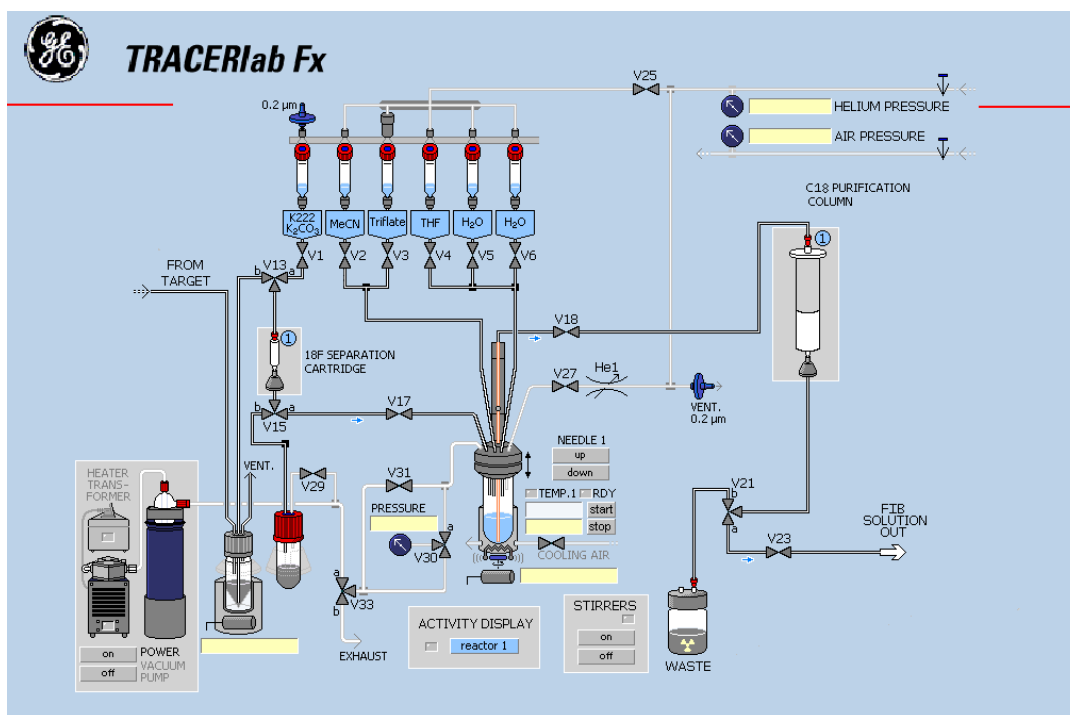 GE
TRACERlab Fx
V25
0.2 µm
HELIUM PRESSURE
AIR PRESSURE
C18 PURIFICATION
COLUMN
K222
K₂CO₃
MeCN
Triflate
THF
H₂O
H₂O
1
V1
V2
V3
V4
V5
V6
FROM
TARGET
V13
b
a
V18
1
18F SEPARATION
CARTRIDGE
V27
He1
V17
b
a
V15
VENT.
0.2 µm
NEEDLE 1
up
down
HEATER
TRANS-
FORMER
VENT.
V29
V31
TEMP.1
RDY
start
stop
V21
b
a
FIB
SOLUTION
OUT
PRESSURE
a
V30
V23
COOLING AIR
a
b
V33
STIRRERS
on
off
ACTIVITY DISPLAY
reactor 1
on
POWER
off
VACUUM
PUMP
EXHAUST
WASTE